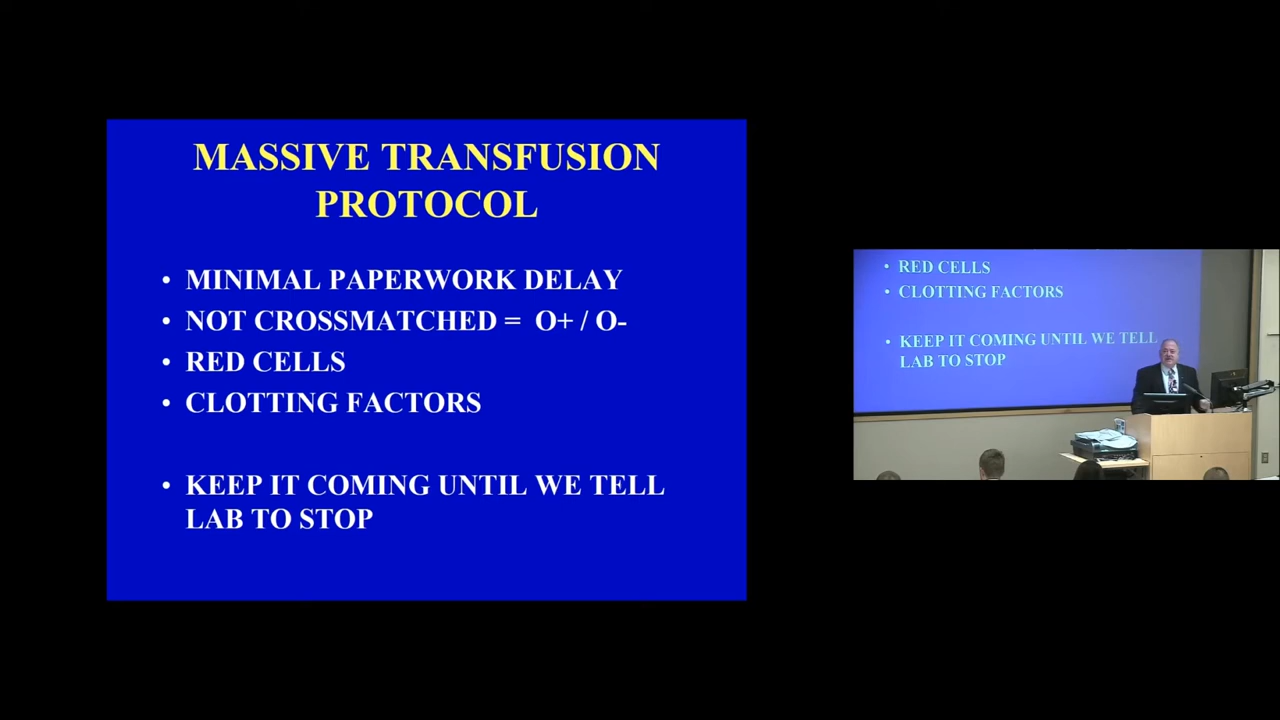 MASSIVE TRANSFUSION
PROTOCOL
• MINIMAL PAPERWORK DELAY
• NOT CROSSMATCHED = O+ / O-
• RED CELLS
• CLOTTING FACTORS
• KEEP IT COMING UNTIL WE TELL
LAB TO STOP
• RED CELLS
• CLOTTING FACTORS
• KEEP IT COMING UNTIL WE TELL
LAB TO STOP